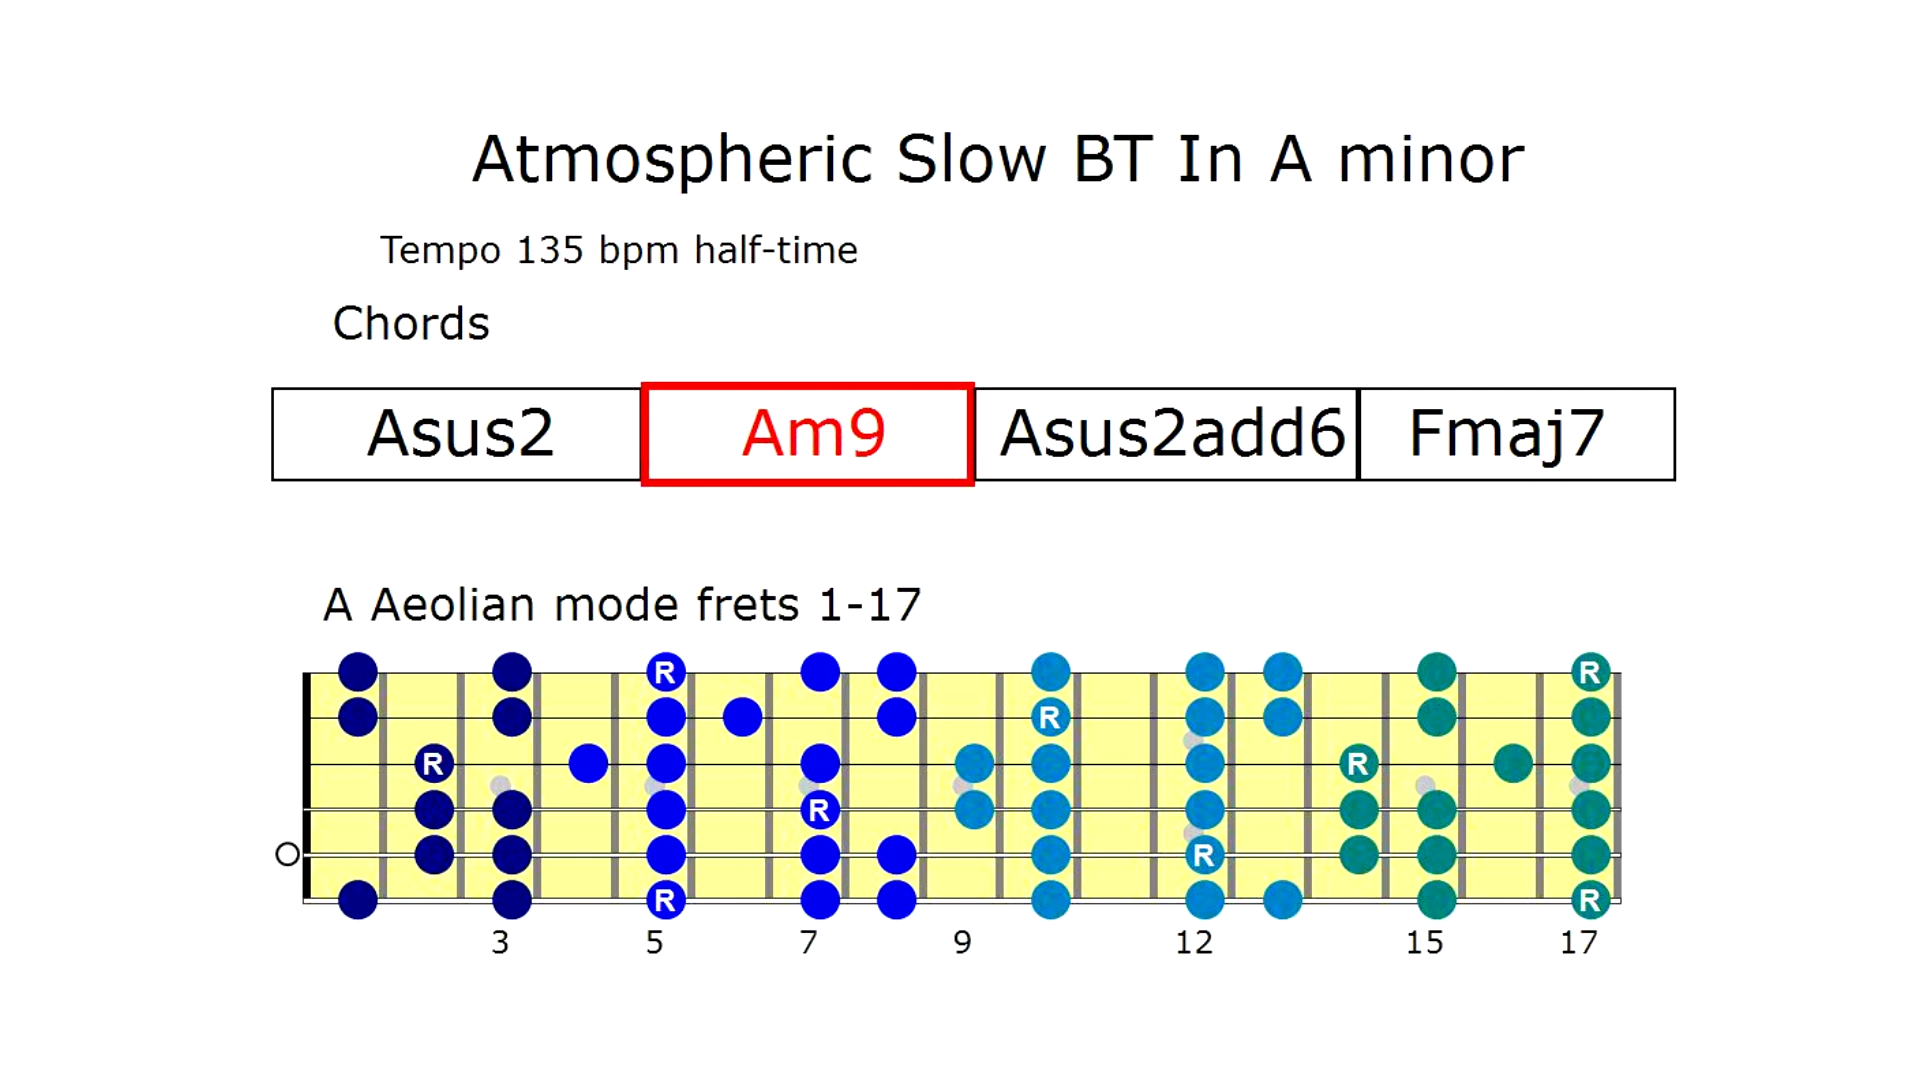 Atmospheric Slow BT In A minor
Tempo 135 bpm half-time
Chords
Asus2 Am9 Asus2add6 Fmaj7
A Aeolian mode frets 1-17
R R
R
R R
R
R
R R
3 5 7 9 12 15 17